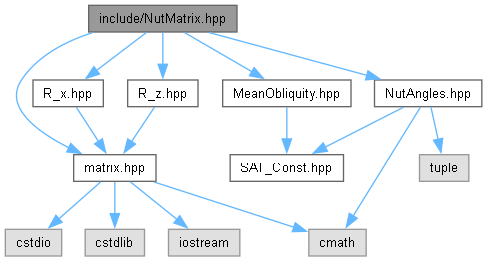 include/NutMatrix.hpp
R_x.hpp
R_z.hpp
MeanObliquity.hpp
NutAngles.hpp
matrix.hpp
SAT_Const.hpp
tuple
cstdio
cstdlib
iostream
cmath